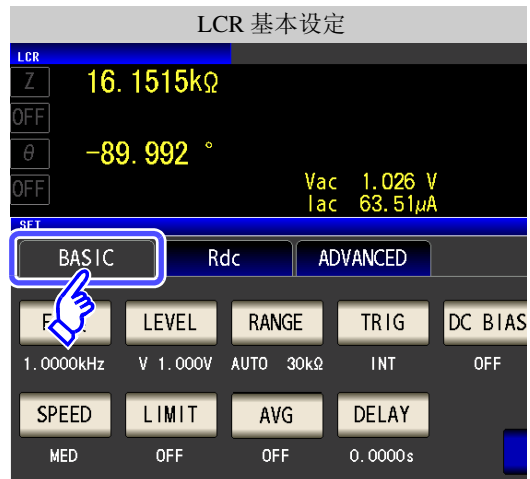 LCR 基本设定
LCR
Z 16.1515kΩ
OFF
θ -89.992 °
OFF
Vac 1.026 V
Iac 63.51μA
SET
BASIC Rdc ADVANCED
LEVEL RANGE TRIG DC BIAS
1.0000kHz V 1.000V AUTO 30kΩ INT OFF
SPEED LIMIT AVG DELAY
MED OFF OFF 0.0000s